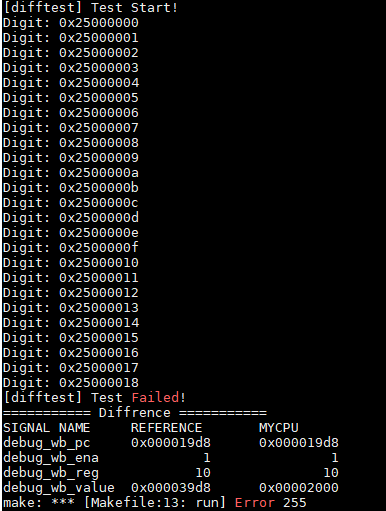 [difftest] Test Start!
Digit: 0x25000000
Digit: 0x25000001
Digit: 0x25000002
Digit: 0x25000003
Digit: 0x25000004
Digit: 0x25000005
Digit: 0x25000006
Digit: 0x25000007
Digit: 0x25000008
Digit: 0x25000009
Digit: 0x2500000a
Digit: 0x2500000b
Digit: 0x2500000c
Digit: 0x2500000d
Digit: 0x2500000e
Digit: 0x2500000f
Digit: 0x25000010
Digit: 0x25000011
Digit: 0x25000012
Digit: 0x25000013
Digit: 0x25000014
Digit: 0x25000015
Digit: 0x25000016
Digit: 0x25000017
Digit: 0x25000018
[difftest] Test Failed!
=========== Diffrence ===========
SIGNAL NAME     REFERENCE       MYCPU
debug_wb_pc     0x000019d8      0x000019d8
debug_wb_ena             1               1
debug_wb_reg            10              10
debug_wb_value  0x000039d8      0x00002000
make: *** [Makefile:13: run] Error 255